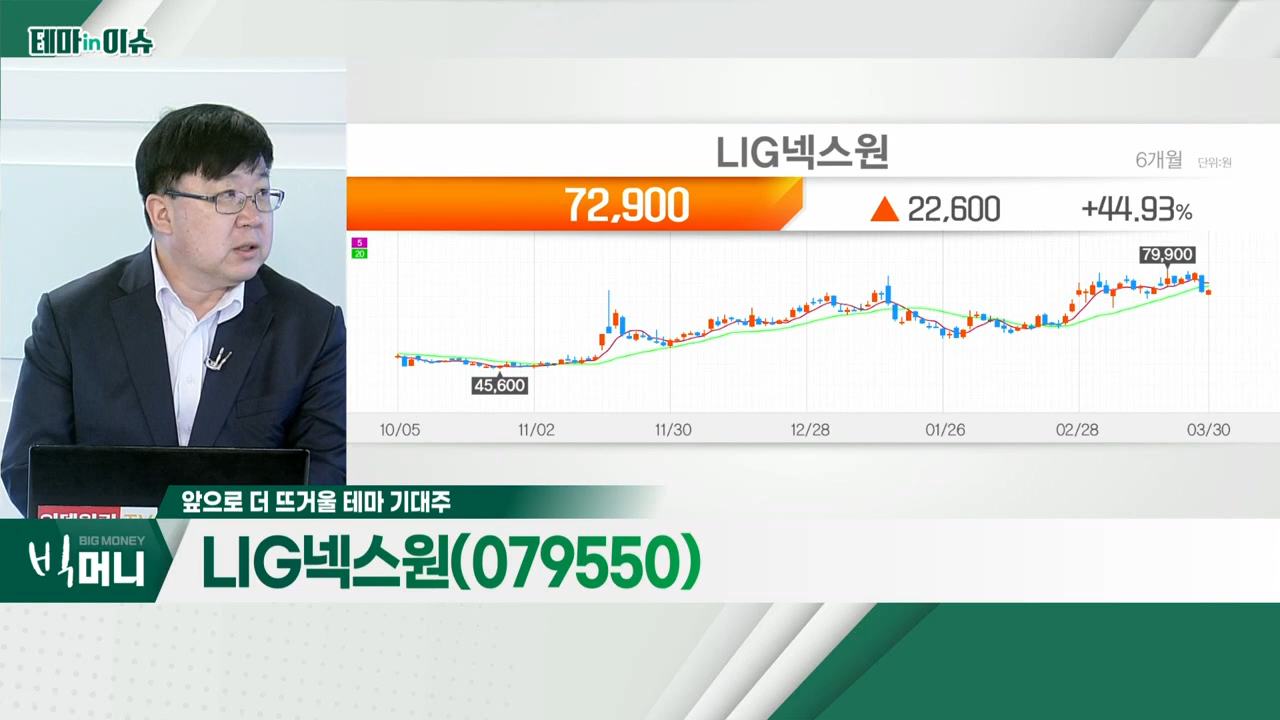 테마in이슈
LIG넥스원
6개월 단위:원
72,900 ▲ 22,600 +44.93%
5
20
79,900
45,600
10/05 11/02 11/30 12/28 01/26 02/28 03/30
앞으로 더 뜨거울 테마 기대주
BIG MONEY
빅머니
LIG넥스원(079550)